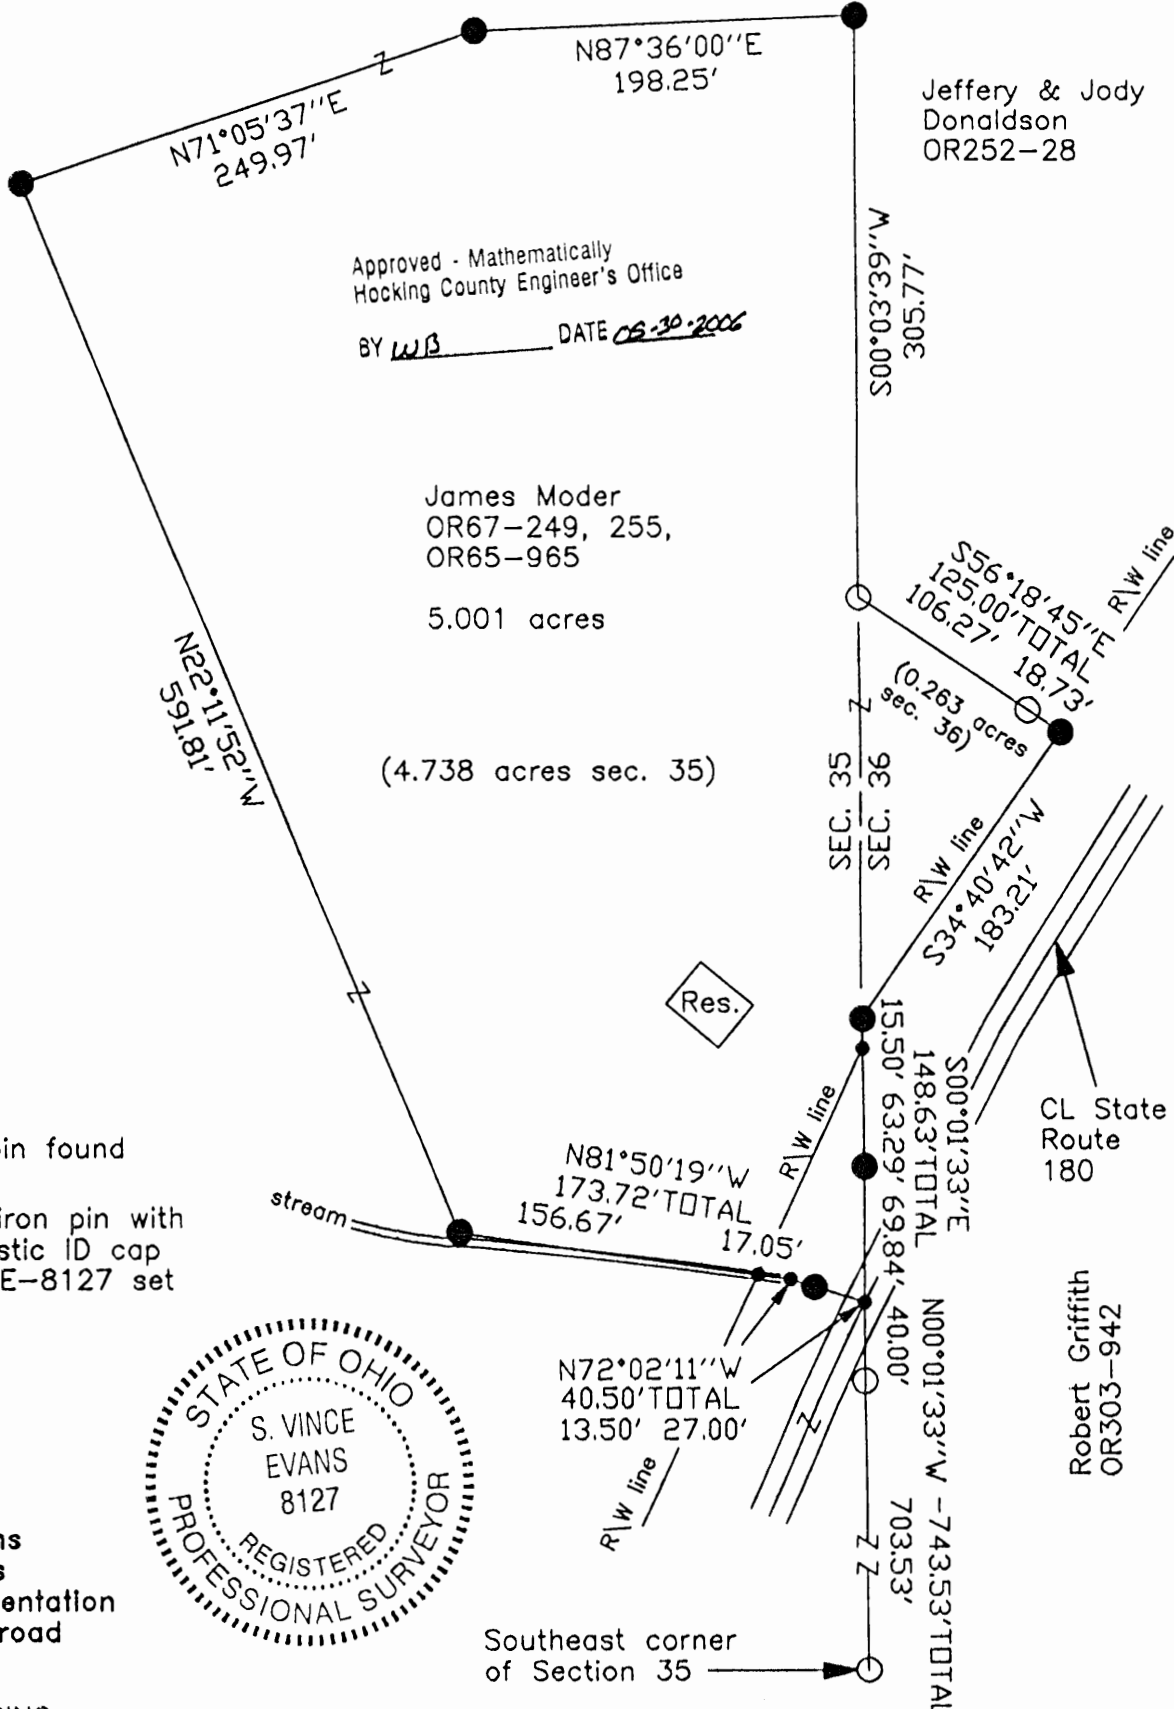 N87°36'00"E
198.25'
Jeffery & Jody
Donaldson
OR252-28
N71°05'37"E
249.97'
S00°03'39"W
305.77'
Approved - Mathematically
Hocking County Engineer's Office
BY WB DATE 05-30-2006
James Moder
OR67-249, 255,
OR65-965
5.001 acres
S56°18'45"E
125.00'TOTAL
106.27' 18.73'
R\W line
(0.263 acres
sec. 36)
N22°11'52"W
591.81'
(4.738 acres sec. 35)
SEC. 35
SEC. 36
R\W line
S34°40'42"W
183.21'
Res.
S00°01'33"E
148.63'TOTAL
15.50' 63.29' 69.84' 40.00'
CL State
Route
180
R\W line
in found
iron pin with
stic ID cap
E-8127 set
stream
N81°50'19"W
173.72'TOTAL
156.67' 17.05'
N72°02'11"W
40.50'TOTAL
13.50' 27.00'
R\W line
N00°01'33"W -743.53'TOTAL
703.53'
Robert Griffith
OR303-942
STATE OF OHIO
S. VINCE
EVANS
8127
REGISTERED
PROFESSIONAL SURVEYOR
ns
s
entation
road
Southeast corner
of Section 35